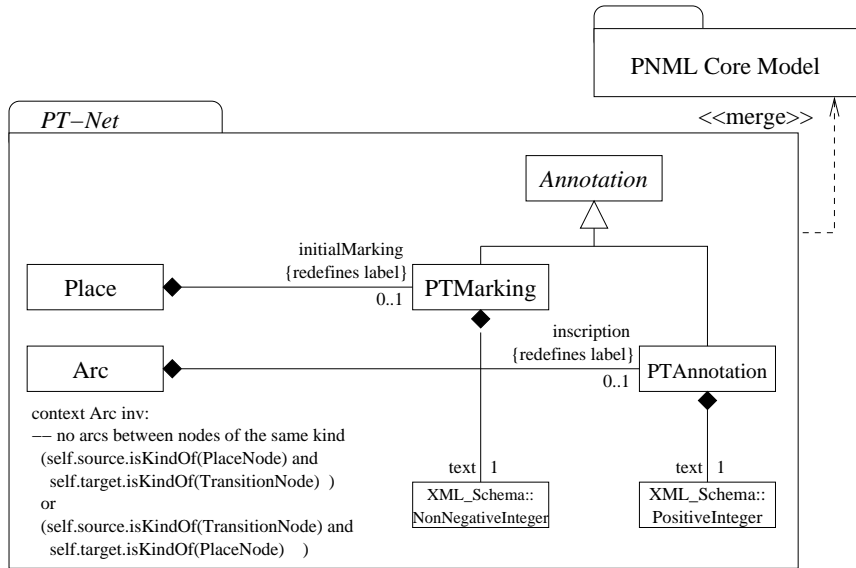 PNML Core Model
PT−Net
<<merge>>
Annotation
initialMarking
{redefines label}
0..1
Place
PTMarking
inscription
{redefines label}
0..1
Arc
PTAnnotation
context Arc inv:
−− no arcs between nodes of the same kind
(self.source.isKindOf(PlaceNode) and
self.target.isKindOf(TransitionNode) )
or
(self.source.isKindOf(TransitionNode) and
self.target.isKindOf(PlaceNode) )
text 1
XML_Schema::
NonNegativeInteger
text 1
XML_Schema::
PositiveInteger